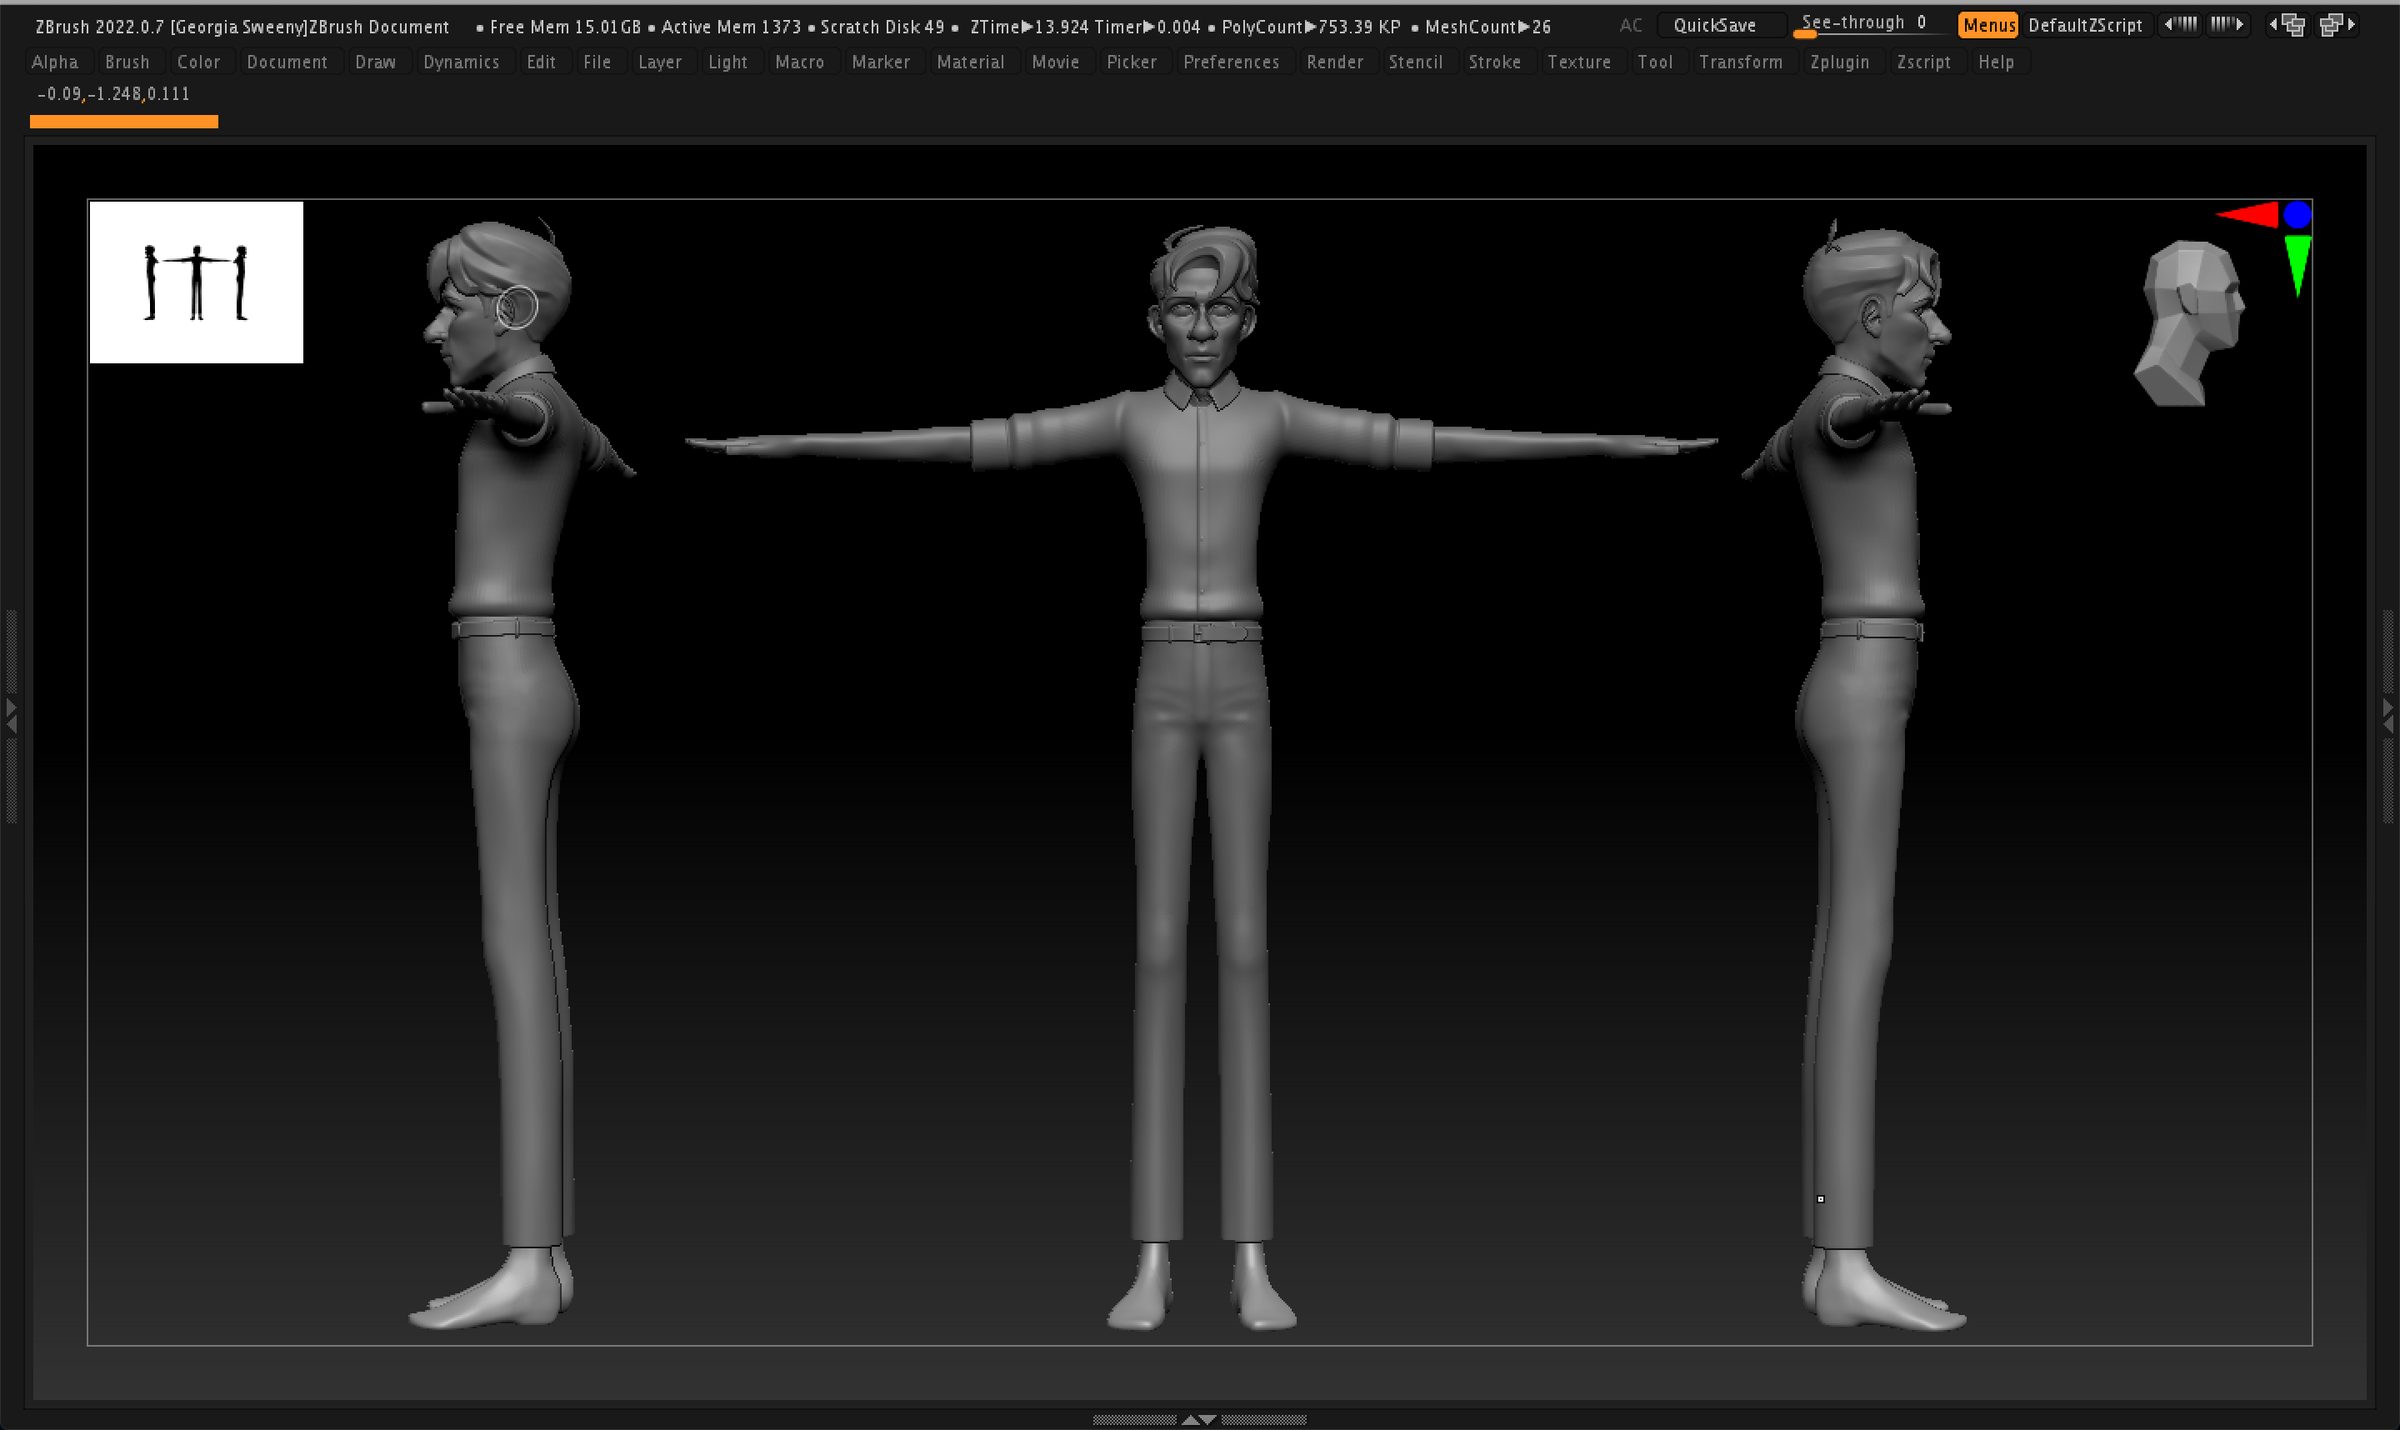 ZBrush 2022.0.7 [Georgia Sweeny]ZBrush Document • Free Mem 15.01GB • Active Mem 1373 • Scratch Disk 49 • ZTime▶13.924 Timer▶0.004 • PolyCount▶753.39 KP • MeshCount▶26 AC QuickSave See-through 0 Menus DefaultZScript
Alpha Brush Color Document Draw Dynamics Edit File Layer Light Macro Marker Material Movie Picker Preferences Render Stencil Stroke Texture Tool Transform Zplugin Zscript Help
-0.09,-1.248,0.111